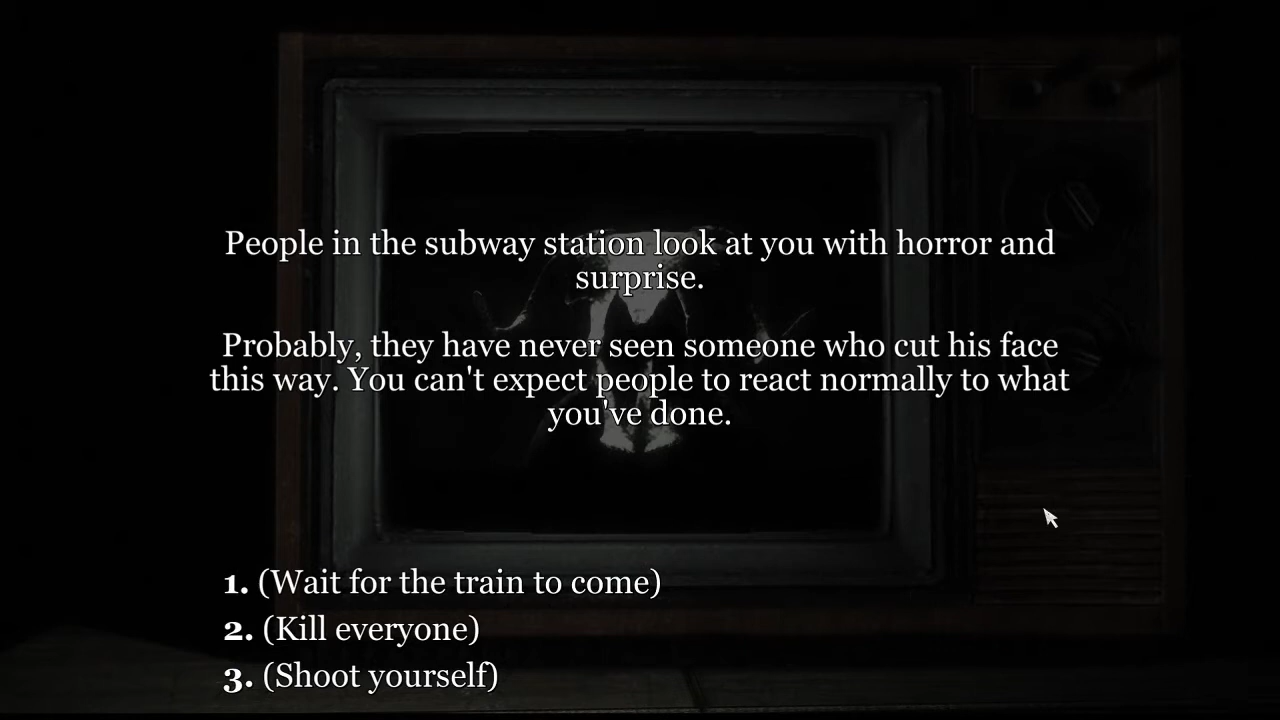 People in the subway station look at you with horror and
surprise.
Probably, they have never seen someone who cut his face
this way. You can't expect people to react normally to what
you've done.
1. (Wait for the train to come)
2. (Kill everyone)
3. (Shoot yourself)